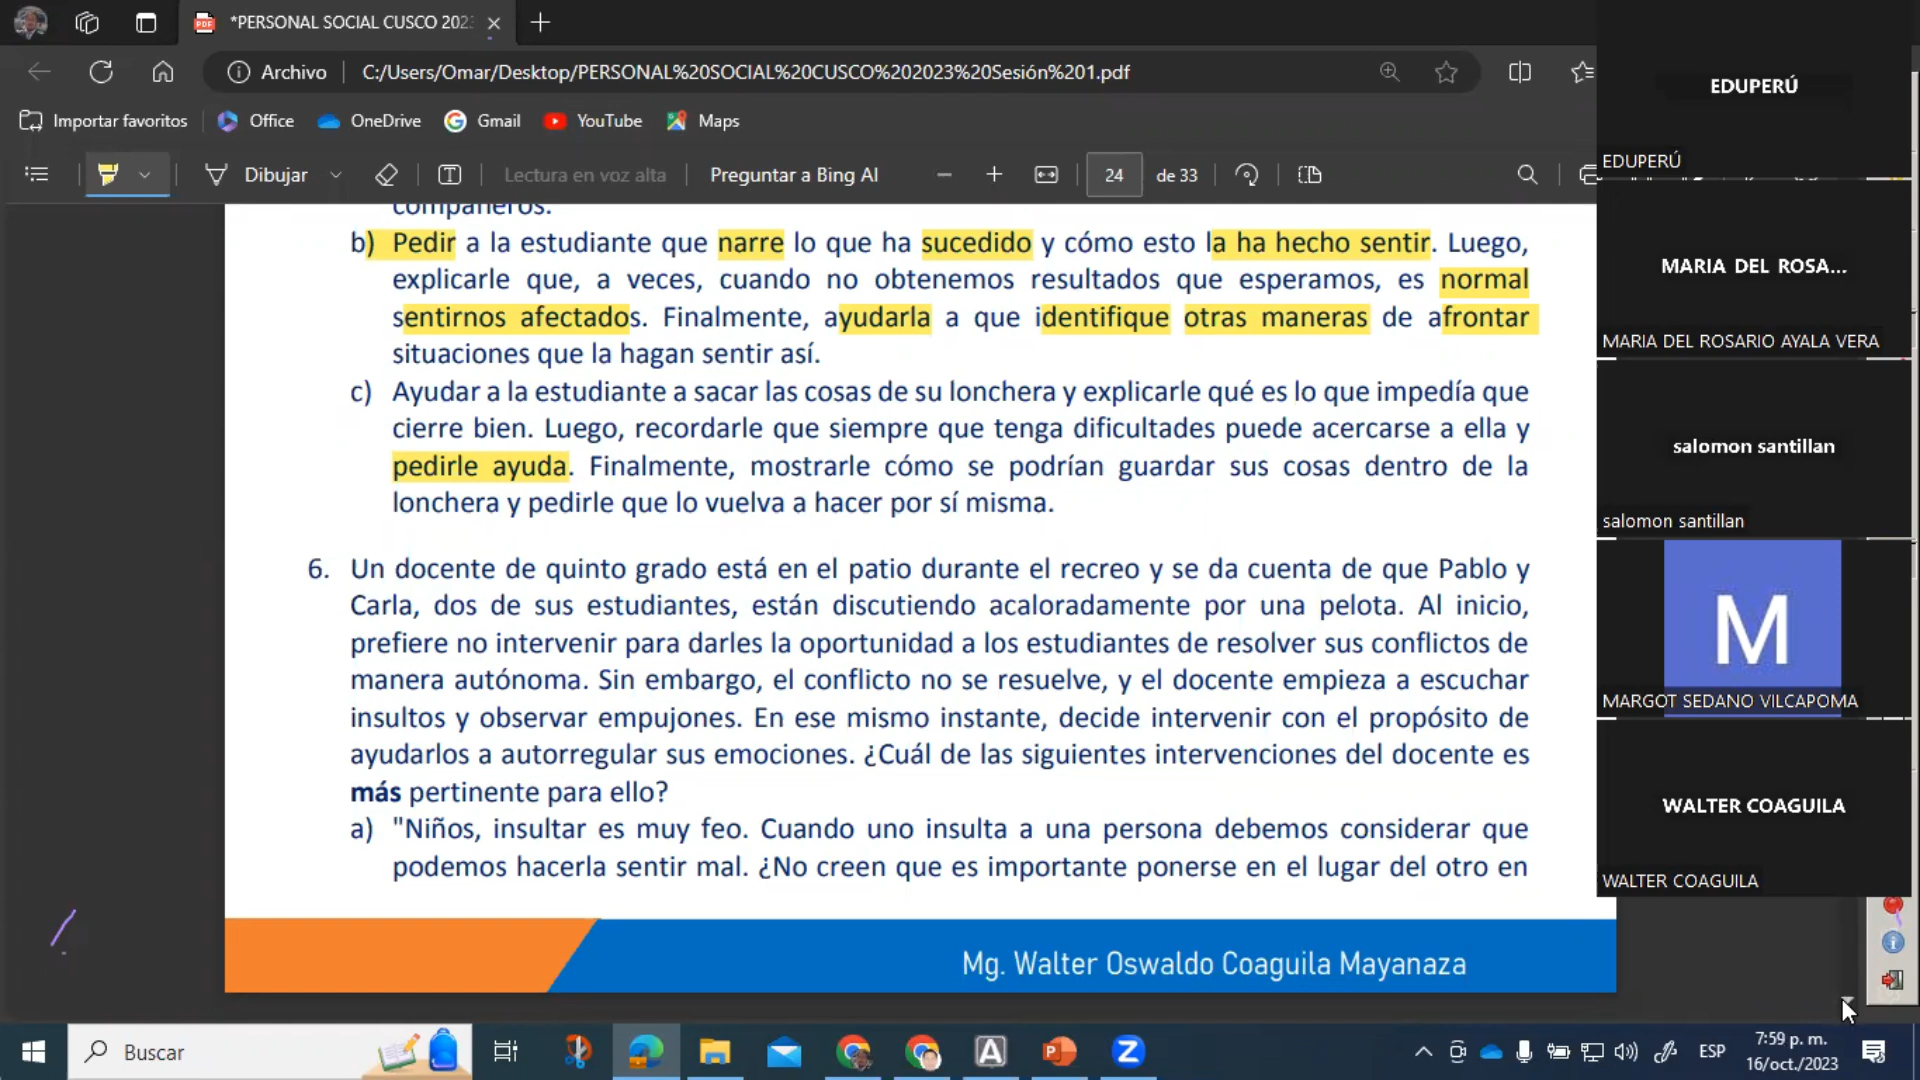 *PERSONAL SOCIAL CUSCO 202
Archivo
C:/Users/Omar/Desktop/PERSONAL%20SOCIAL%20CUSCO%202023%20Sesión%201.pdf
Importar favoritos
Office
OneDrive
Gmail
YouTube
Maps
Dibujar
Lectura en voz alta
Preguntar a Bing AI
24
de 33
compañeros.
b) Pedir a la estudiante que narre lo que ha sucedido y cómo esto la ha hecho sentir. Luego,
explicarle que, a veces, cuando no obtenemos resultados que esperamos, es normal
sentirnos afectados. Finalmente, ayudarla a que identifique otras maneras de afrontar
situaciones que la hagan sentir así.
c) Ayudar a la estudiante a sacar las cosas de su lonchera y explicarle qué es lo que impedía que
cierre bien. Luego, recordarle que siempre que tenga dificultades puede acercarse a ella y
pedirle ayuda. Finalmente, mostrarle cómo se podrían guardar sus cosas dentro de la
lonchera y pedirle que lo vuelva a hacer por sí misma.
6. Un docente de quinto grado está en el patio durante el recreo y se da cuenta de que Pablo y
Carla, dos de sus estudiantes, están discutiendo acaloradamente por una pelota. Al inicio,
prefiere no intervenir para darles la oportunidad a los estudiantes de resolver sus conflictos de
manera autónoma. Sin embargo, el conflicto no se resuelve, y el docente empieza a escuchar
insultos y observar empujones. En ese mismo instante, decide intervenir con el propósito de
ayudarlos a autorregular sus emociones. ¿Cuál de las siguientes intervenciones del docente es
más pertinente para ello?
a) "Niños, insultar es muy feo. Cuando uno insulta a una persona debemos considerar que
podemos hacerla sentir mal. ¿No creen que es importante ponerse en el lugar del otro en
Mg. Walter Oswaldo Coaguila Mayanaza
EDUPERÚ
EDUPERÚ
MARIA DEL ROSA...
MARIA DEL ROSARIO AYALA VERA
salomon santillan
salomon santillan
M
MARGOT SEDANO VILCAPOMA
WALTER COAGUILA
WALTER COAGUILA
Buscar
ESP
7:59 p. m.
16/oct./2023